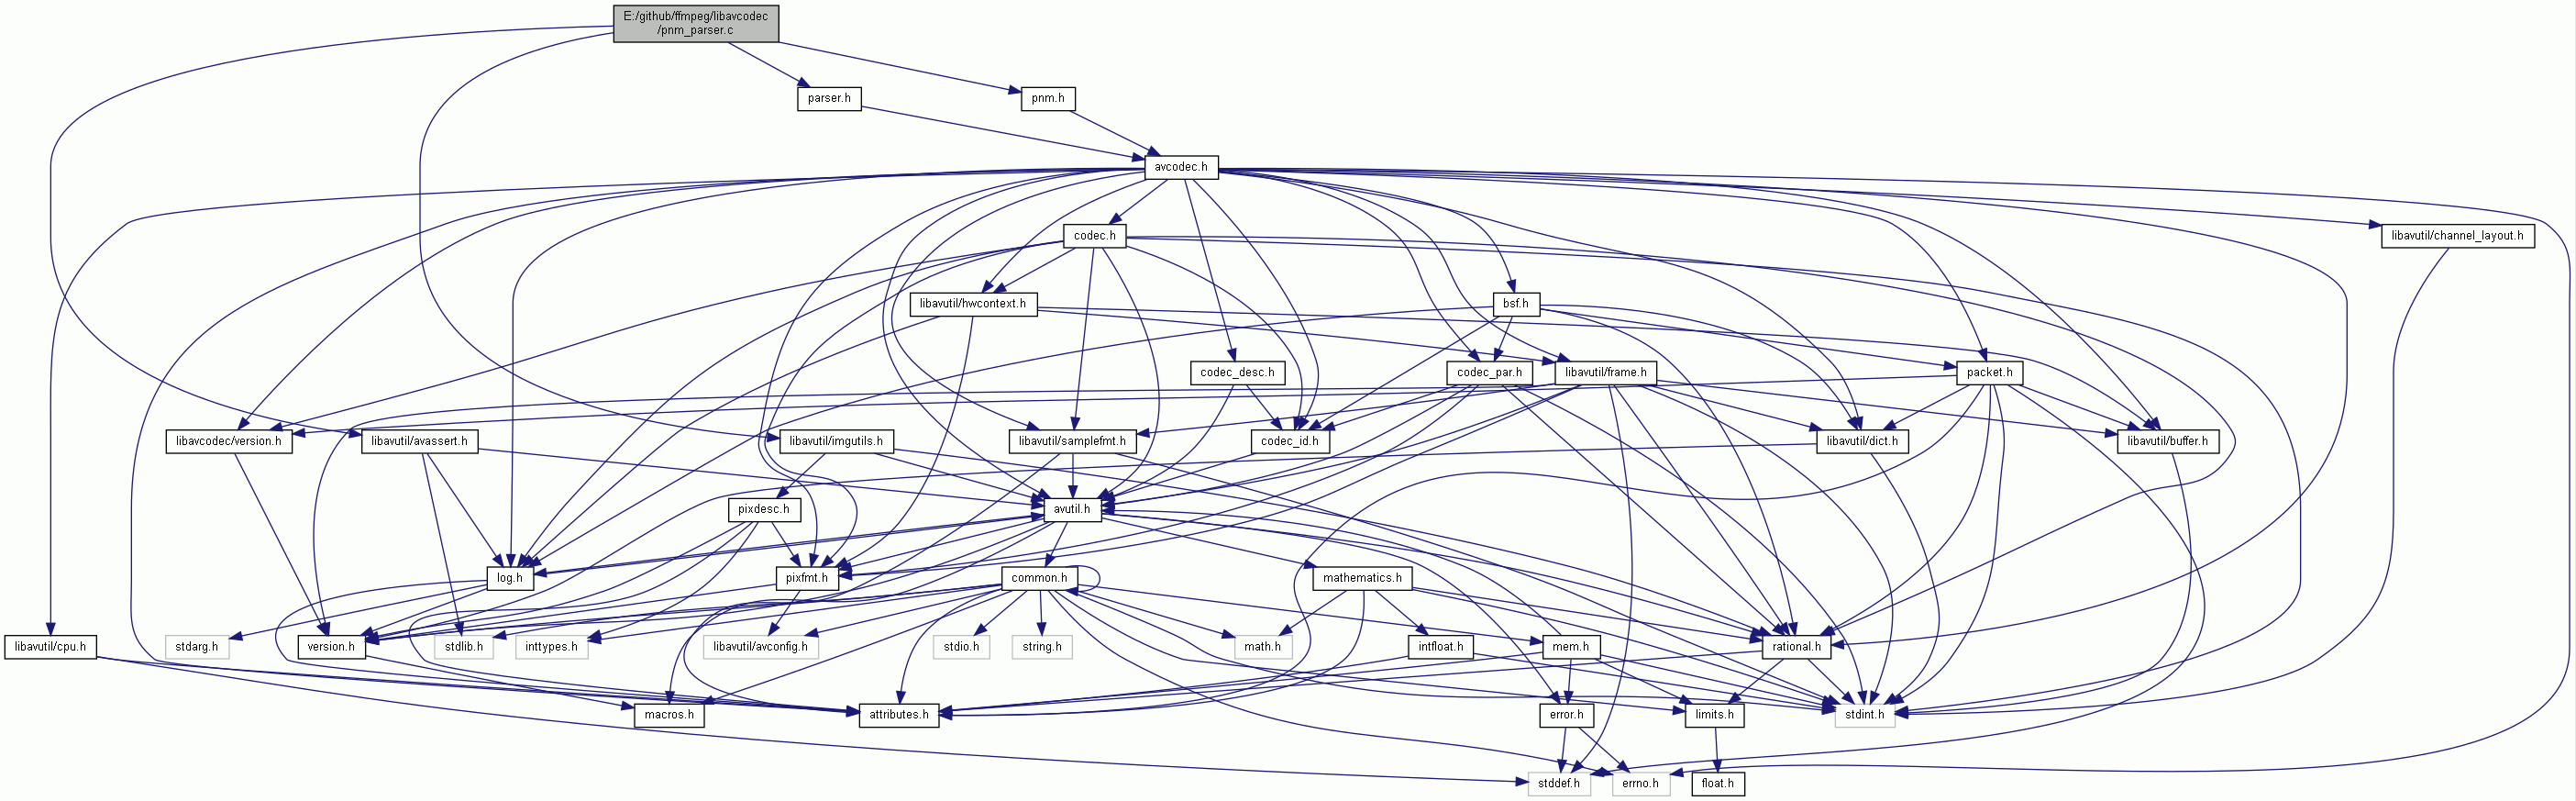 E:/github/ffmpeg/libavcodec
/pnm_parser.c
parser.h
pnm.h
avcodec.h
codec.h
libavutil/channel_layout.h
libavutil/hwcontext.h
bsf.h
codec_desc.h
codec_par.h
libavutil/frame.h
packet.h
libavcodec/version.h
libavutil/avassert.h
libavutil/imgutils.h
libavutil/samplefmt.h
codec_id.h
libavutil/dict.h
libavutil/buffer.h
pixdesc.h
avutil.h
log.h
pixfmt.h
common.h
mathematics.h
libavutil/cpu.h
stdarg.h
version.h
stdlib.h
inttypes.h
libavutil/avconfig.h
stdio.h
string.h
math.h
intfloat.h
mem.h
rational.h
macros.h
attributes.h
error.h
limits.h
stdint.h
stddef.h
errno.h
float.h